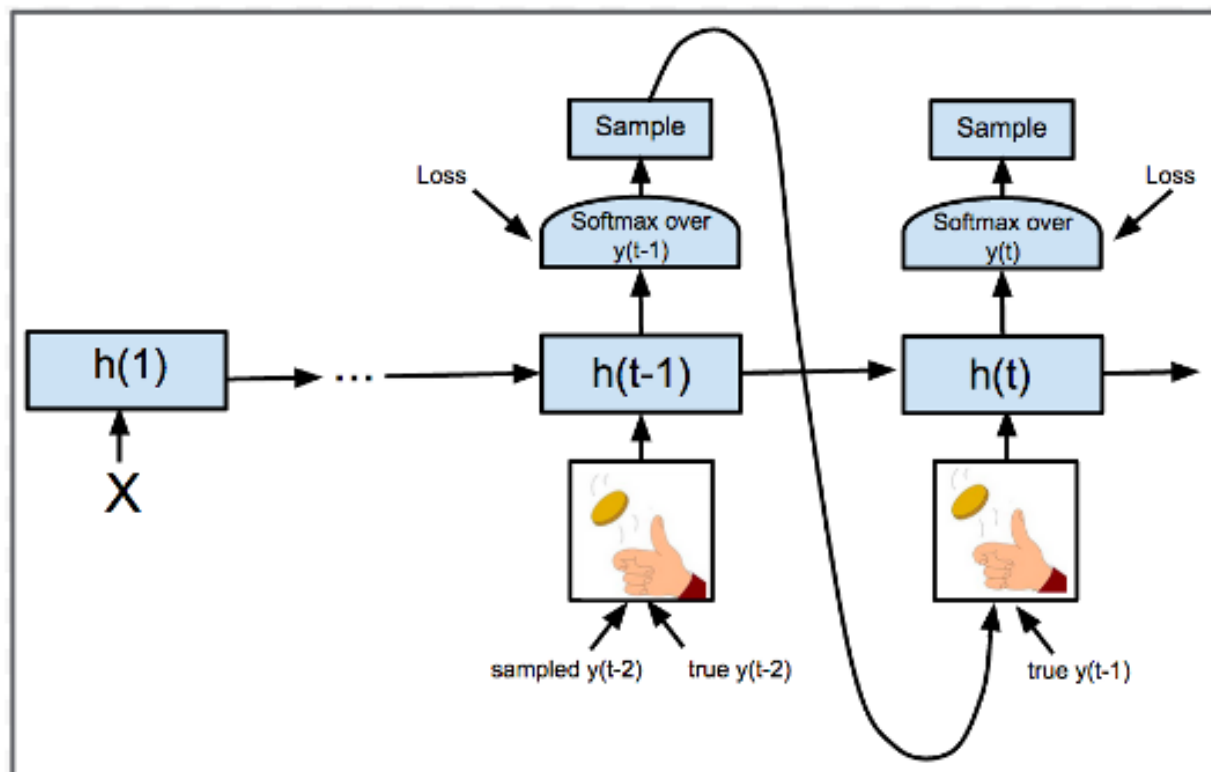 Sample
Sample
Loss
Loss
Softmax over
y(t-1)
Softmax over
y(t)
h(1)
...
h(t-1)
h(t)
X
sampled y(t-2)
true y(t-2)
true y(t-1)